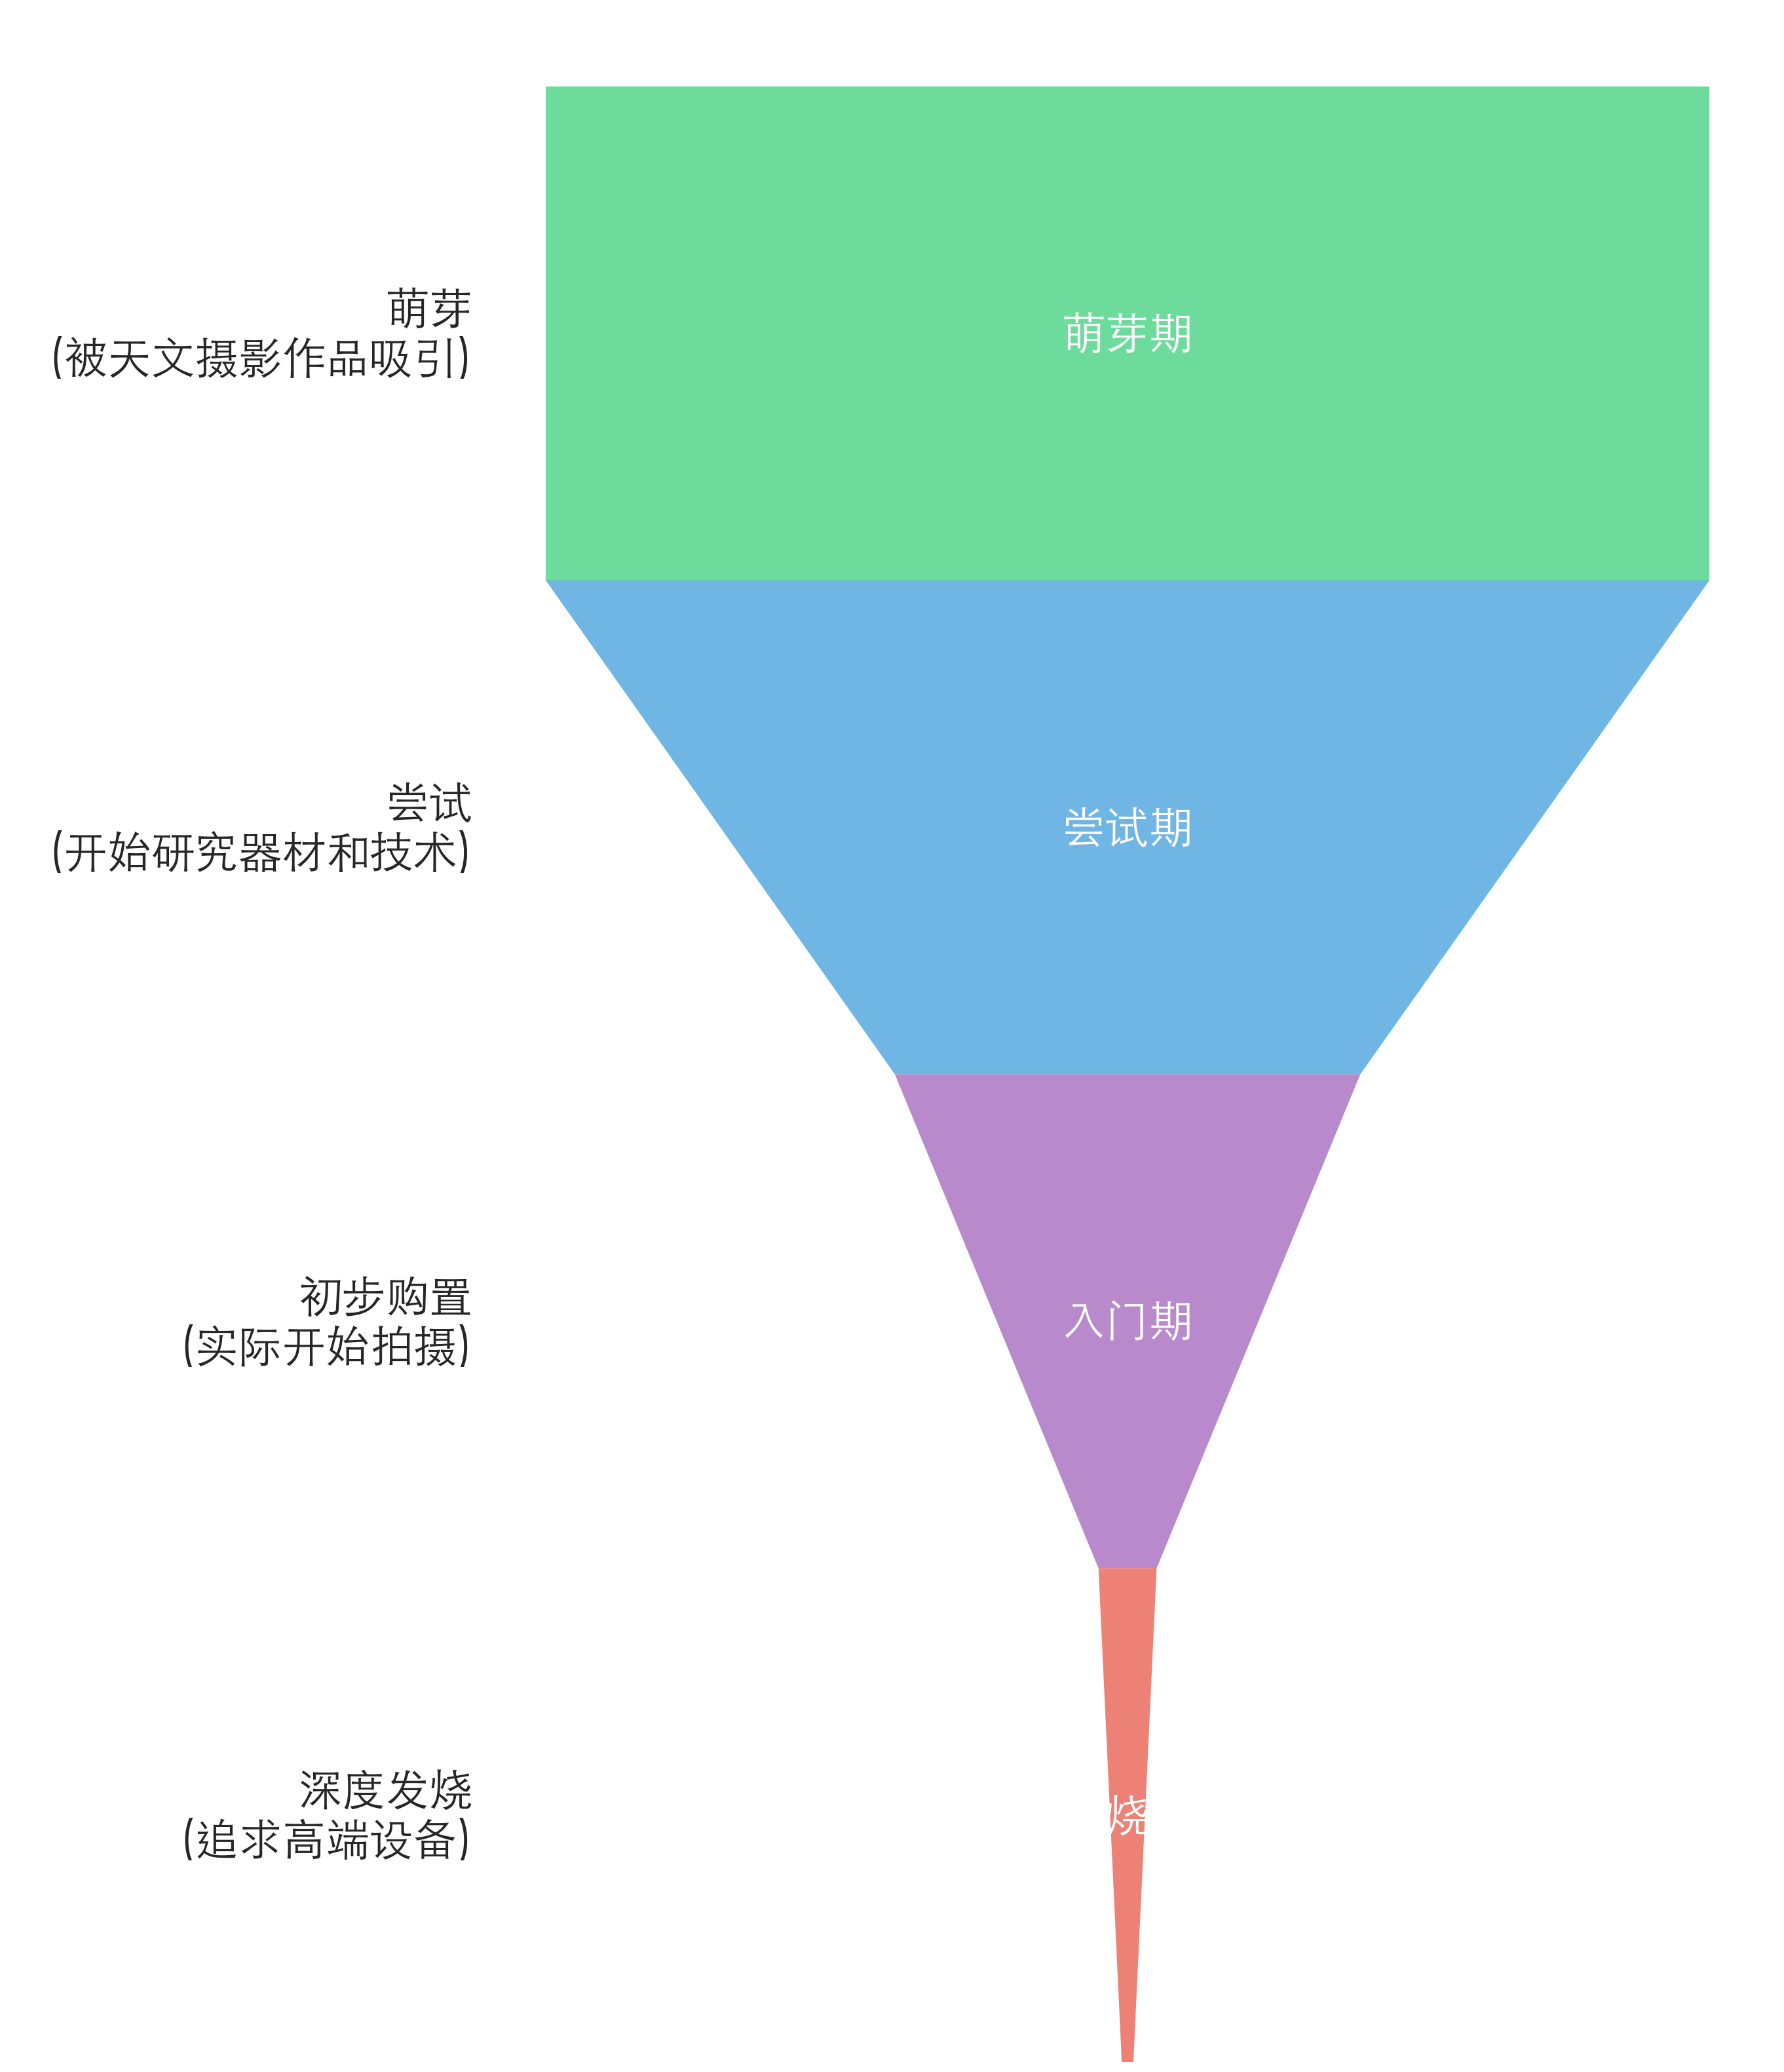 萌芽
(被天文摄影作品吸引)
萌芽期
尝试
(开始研究器材和技术)
尝试期
初步购置
(实际开始拍摄)
入门期
深度发烧
(追求高端设备)
烧